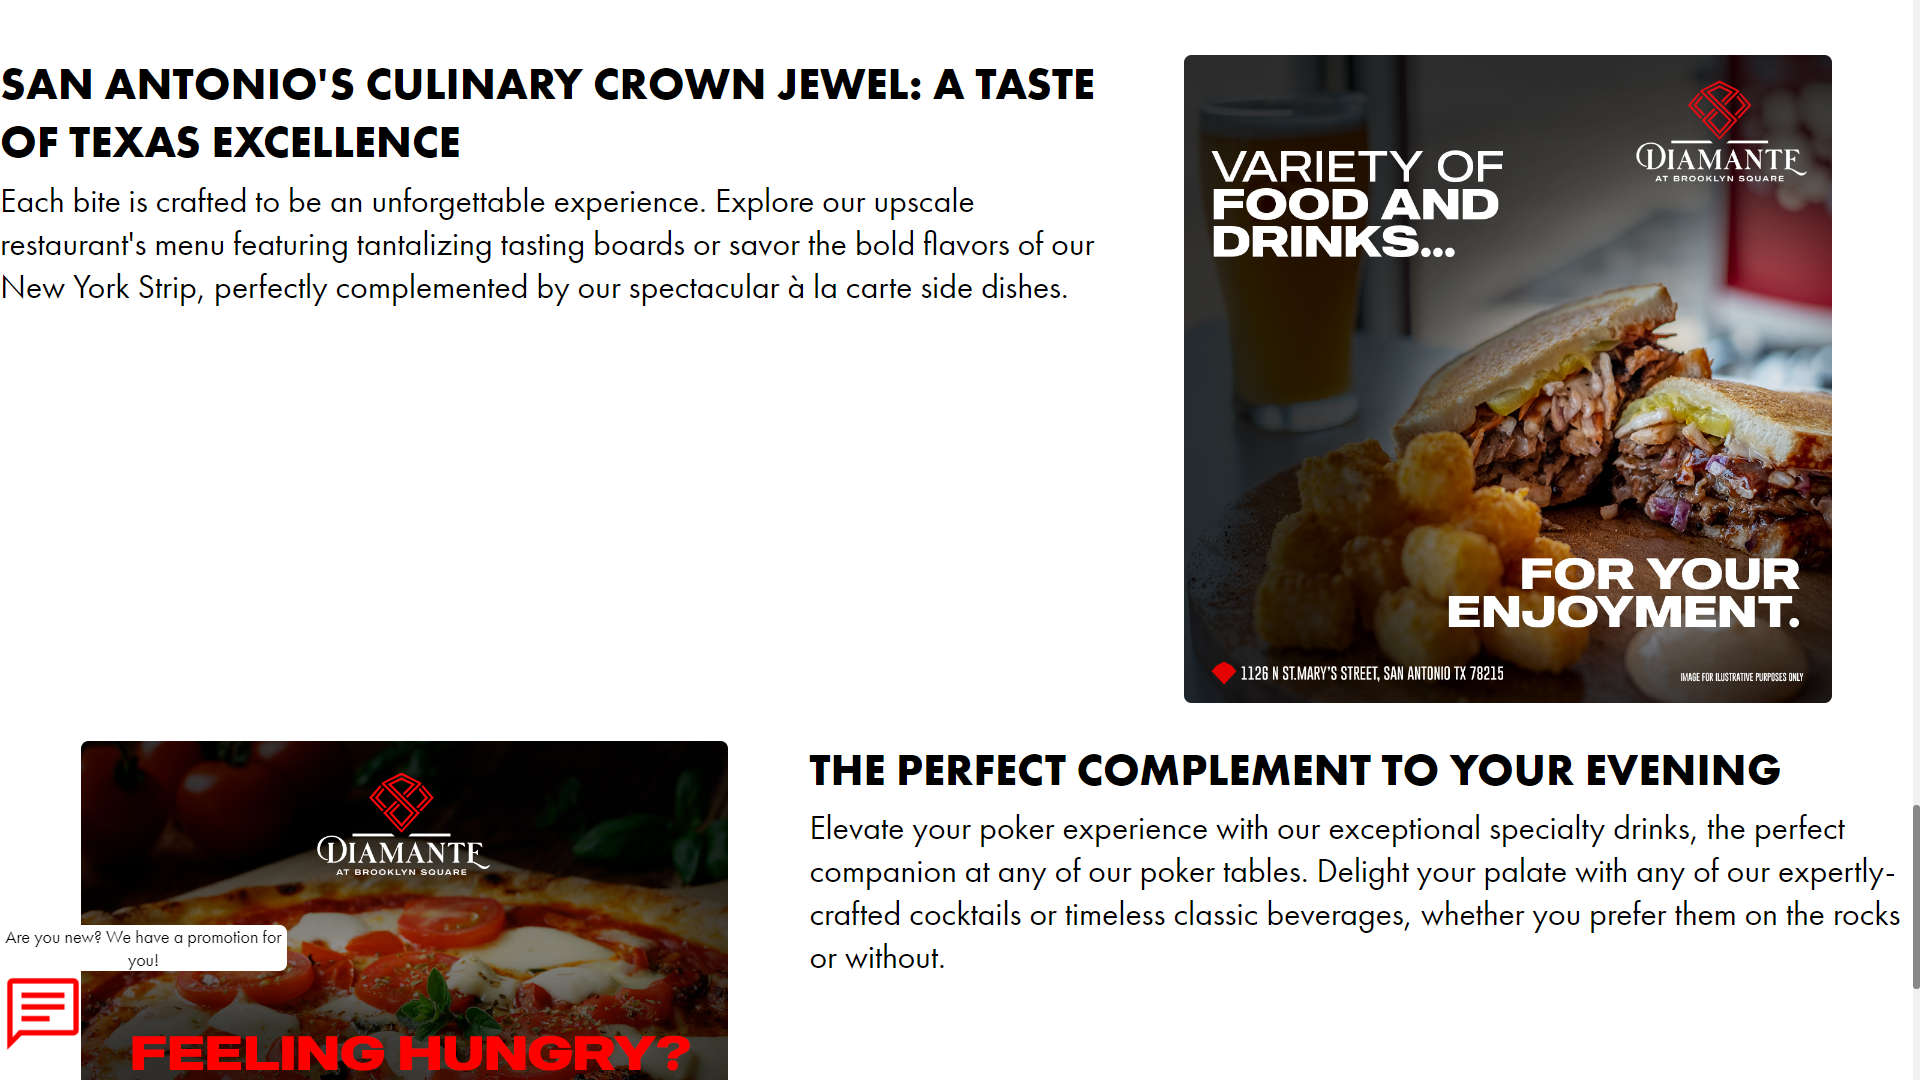 SAN ANTONIO'S CULINARY CROWN JEWEL: A TASTE
OF TEXAS EXCELLENCE
Each bite is crafted to be an unforgettable experience. Explore our upscale
restaurant's menu featuring tantalizing tasting boards or savor the bold flavors of our
New York Strip, perfectly complemented by our spectacular à la carte side dishes.
DIAMANTE
AT BROOKLYN SQUARE
VARIETY OF
FOOD AND
DRINKS...
FOR YOUR
ENJOYMENT.
1126 N ST.MARY'S STREET, SAN ANTONIO TX 78215
IMAGE FOR ILUSTRATIVE PURPOSES ONLY
DIAMANTE
AT BROOKLYN SQUARE
FEELING HUNGRY?
THE PERFECT COMPLEMENT TO YOUR EVENING
Elevate your poker experience with our exceptional specialty drinks, the perfect
companion at any of our poker tables. Delight your palate with any of our expertly-
crafted cocktails or timeless classic beverages, whether you prefer them on the rocks
or without.
Are you new? We have a promotion for
you!